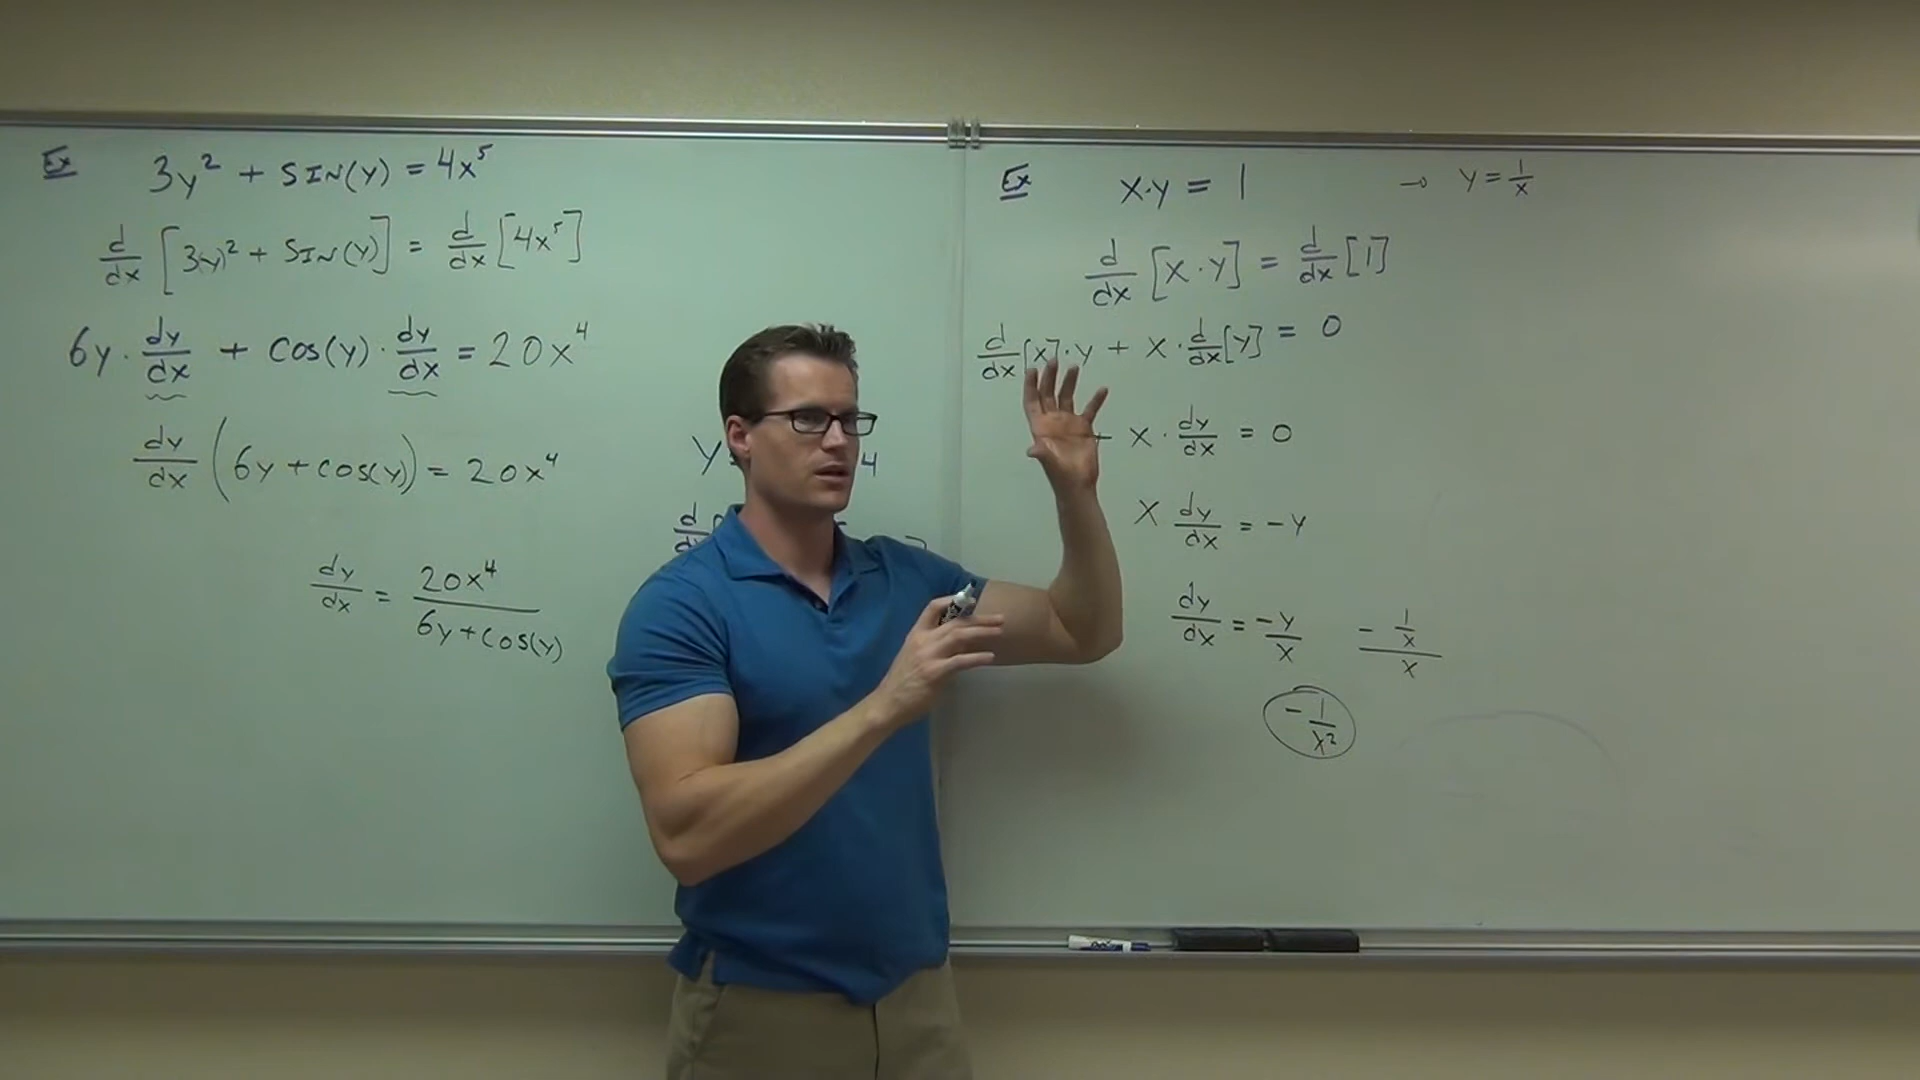 Ex 3y² + SIN(y) = 4x⁵
d/dx [3(y)² + SIN(y)] = d/dx [4x⁵]
6y · dy/dx + cos(y) · dy/dx = 20x⁴
dy/dx (6y + cos(y)) = 20x⁴
dy/dx = 20x⁴/(6y + cos(y))
y
4
d
Ex x·y = 1 → y = 1/x
d/dx [x · y] = d/dx [1]
d/dx [x] · y + x · d/dx [y] = 0
+ x · dy/dx = 0
x dy/dx = -y
dy/dx = -y/x - (1/x)/x
- 1/x²